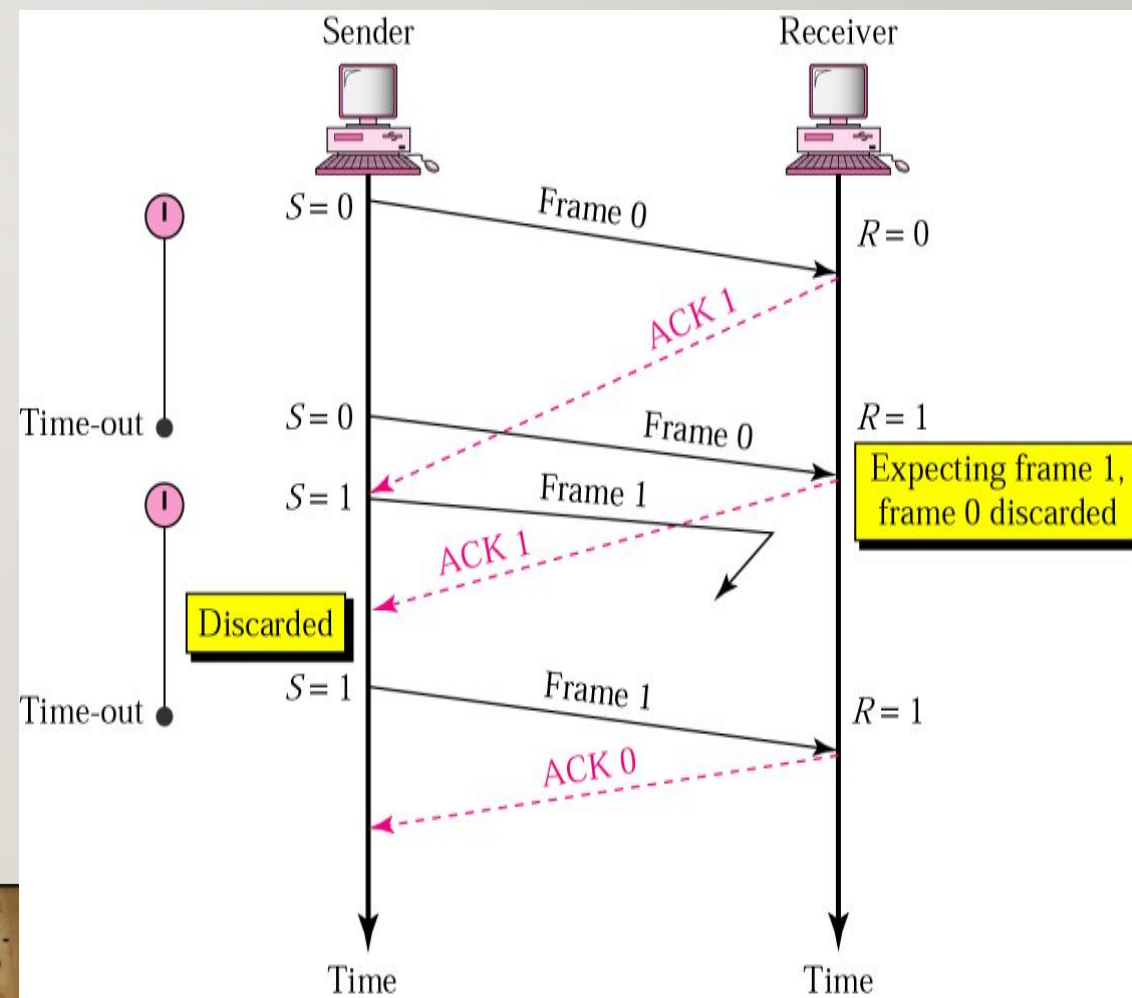 Sender
Receiver
S = 0
Frame 0
R = 0
ACK 1
Time-out
S = 0
Frame 0
R = 1
Expecting frame 1,
frame 0 discarded
S = 1
Frame 1
ACK 1
Discarded
S = 1
Frame 1
Time-out
R = 1
ACK 0
Time
Time